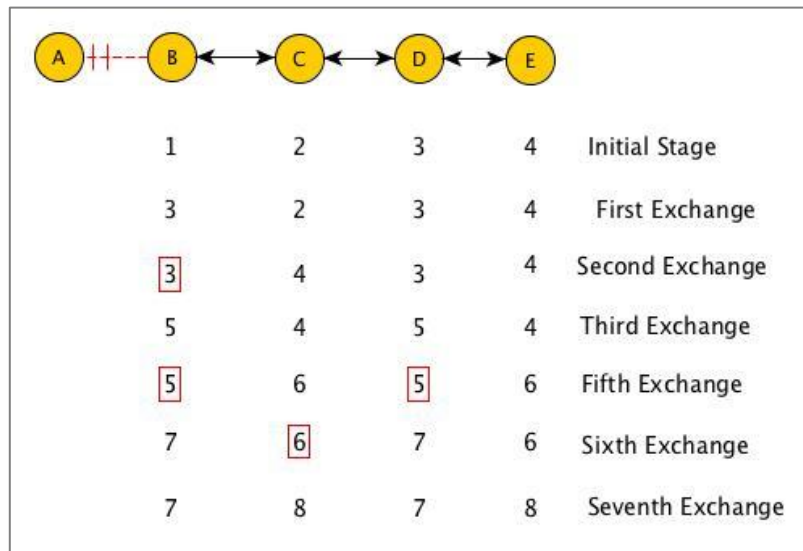 A B C D E
1 2 3 4 Initial Stage
3 2 3 4 First Exchange
3 4 3 4 Second Exchange
5 4 5 4 Third Exchange
5 6 5 6 Fifth Exchange
7 6 7 6 Sixth Exchange
7 8 7 8 Seventh Exchange